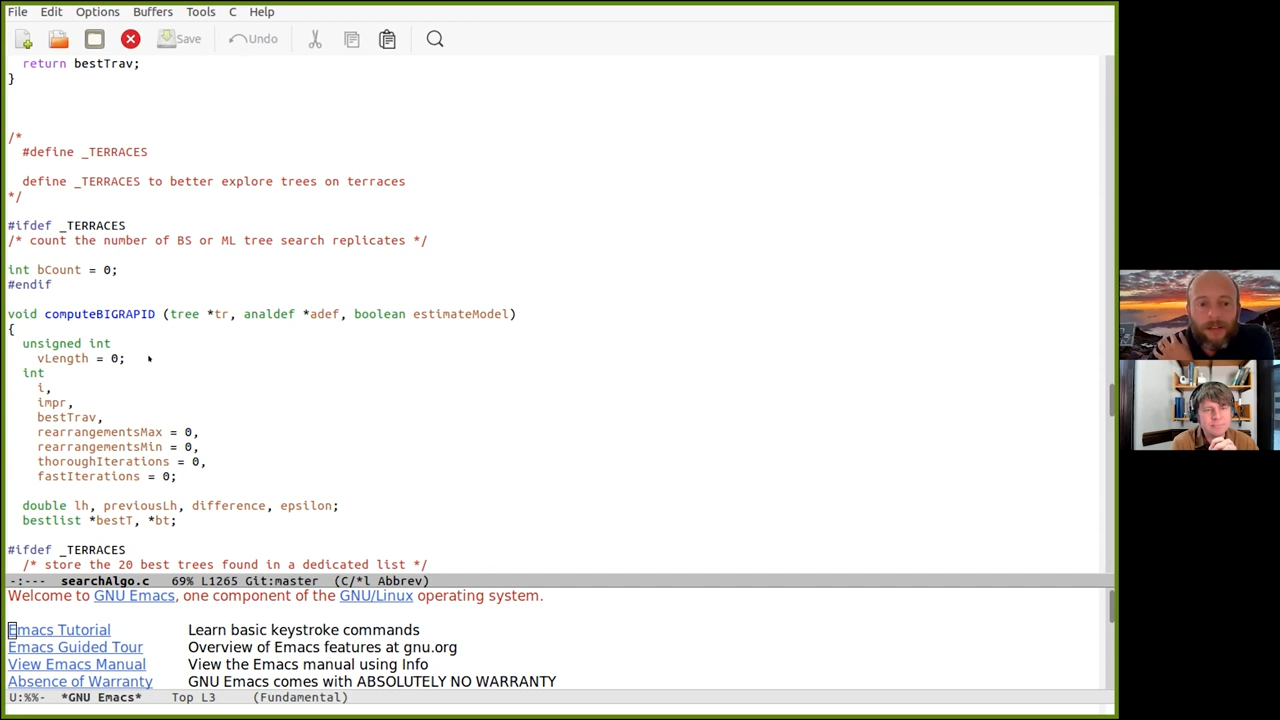 File Edit Options Buffers Tools C Help
Save Undo
return bestTrav;
}
/*
#define _TERRACES
define _TERRACES to better explore trees on terraces
*/
#ifdef _TERRACES
/* count the number of BS or ML tree search replicates */
int bCount = 0;
#endif
void computeBIGRAPID (tree *tr, analdef *adef, boolean estimateModel)
{
unsigned int
vLength = 0;
int
i,
impr,
bestTrav,
rearrangementsMax = 0,
rearrangementsMin = 0,
thoroughIterations = 0,
fastIterations = 0;
double lh, previousLh, difference, epsilon;
bestlist *bestT, *bt;
#ifdef _TERRACES
/* store the 20 best trees found in a dedicated list */
-:--- searchAlgo.c 69% L1265 Git:master (C/*l Abbrev)
Welcome to GNU Emacs, one component of the GNU/Linux operating system.
Emacs Tutorial Learn basic keystroke commands
Emacs Guided Tour Overview of Emacs features at gnu.org
View Emacs Manual View the Emacs manual using Info
Absence of Warranty GNU Emacs comes with ABSOLUTELY NO WARRANTY
U:%%- *GNU Emacs* Top L3 (Fundamental)